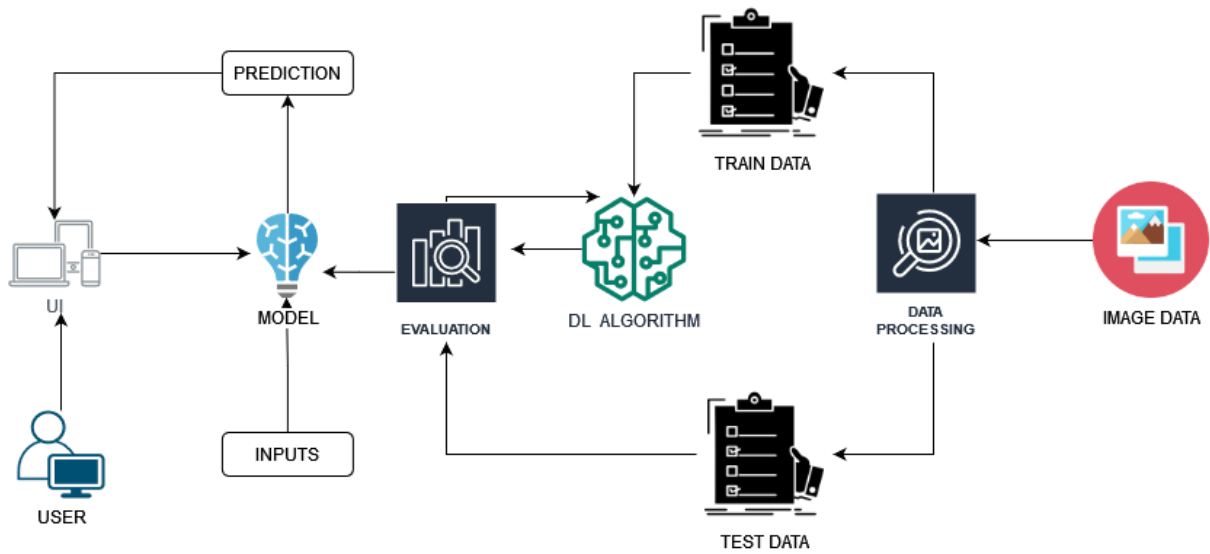 PREDICTION
TRAIN DATA
UI
MODEL
EVALUATION
DL ALGORITHM
DATA
PROCESSING
IMAGE DATA
INPUTS
USER
TEST DATA